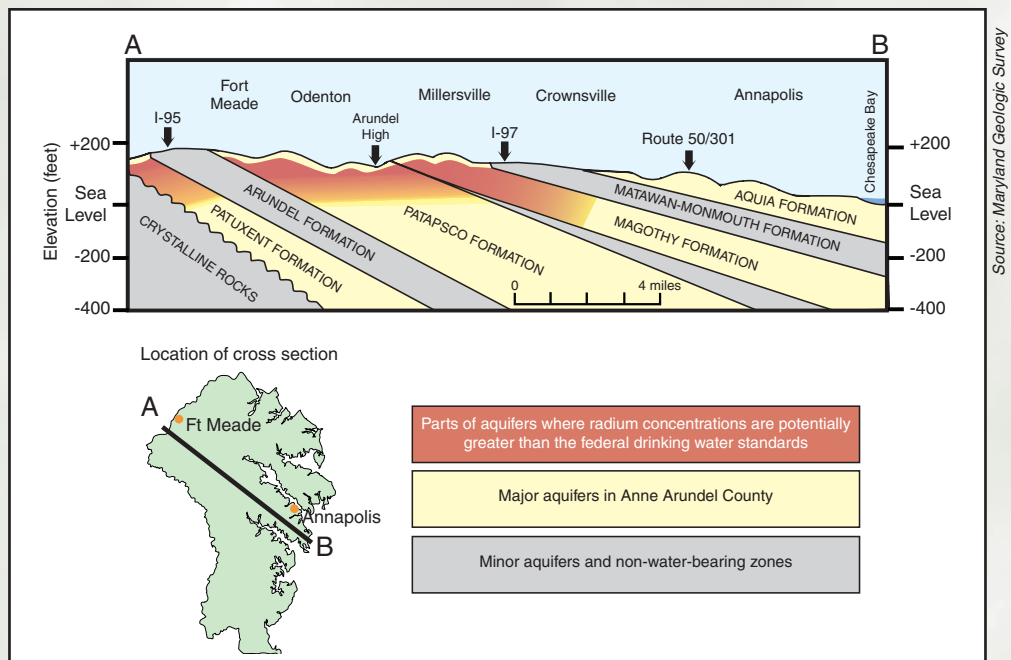 A
B
Fort
Meade
Odenton
Millersville
Crownsville
Annapolis
I-95
Arundel
High
I-97
Route 50/301
Chesapeake Bay
Elevation (feet)
+200
Sea
Level
-200
-400
+200
Sea
Level
-200
-400
CRYSTALLINE ROCKS
PATUXENT FORMATION
ARUNDEL FORMATION
PATAPSCO FORMATION
MAGOTHY FORMATION
MATAWAN-MONMOUTH FORMATION
AQUIA FORMATION
0
4 miles
Source: Maryland Geologic Survey
Location of cross section
A
Ft Meade
Annapolis
B
Parts of aquifers where radium concentrations are potentially
greater than the federal drinking water standards
Major aquifers in Anne Arundel County
Minor aquifers and non-water-bearing zones